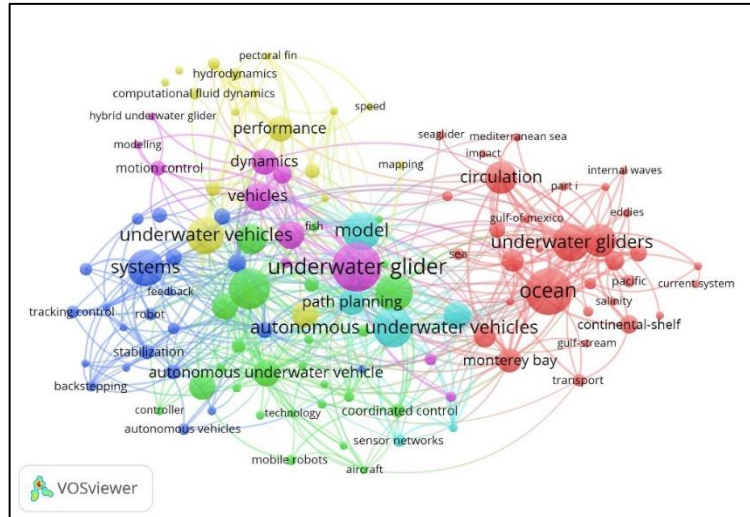 pectoral fin
hydrodynamics
computational fluid dynamics
hybrid underwater glider
speed
performance
seaglider
mediterranean sea
modeling
dynamics
impact
motion control
mapping
circulation
internal waves
vehicles
part i
gulf-of-mexico
eddies
fish
model
underwater vehicles
underwater gliders
sea
systems
underwater glider
pacific
feedback
ocean
current system
path planning
salinity
tracking control
robot
autonomous underwater vehicles
continental-shelf
gulf-stream
stabilization
monterey bay
autonomous underwater vehicle
transport
backstepping
controller
technology
coordinated control
autonomous vehicles
sensor networks
mobile robots
aircraft
VOSviewer